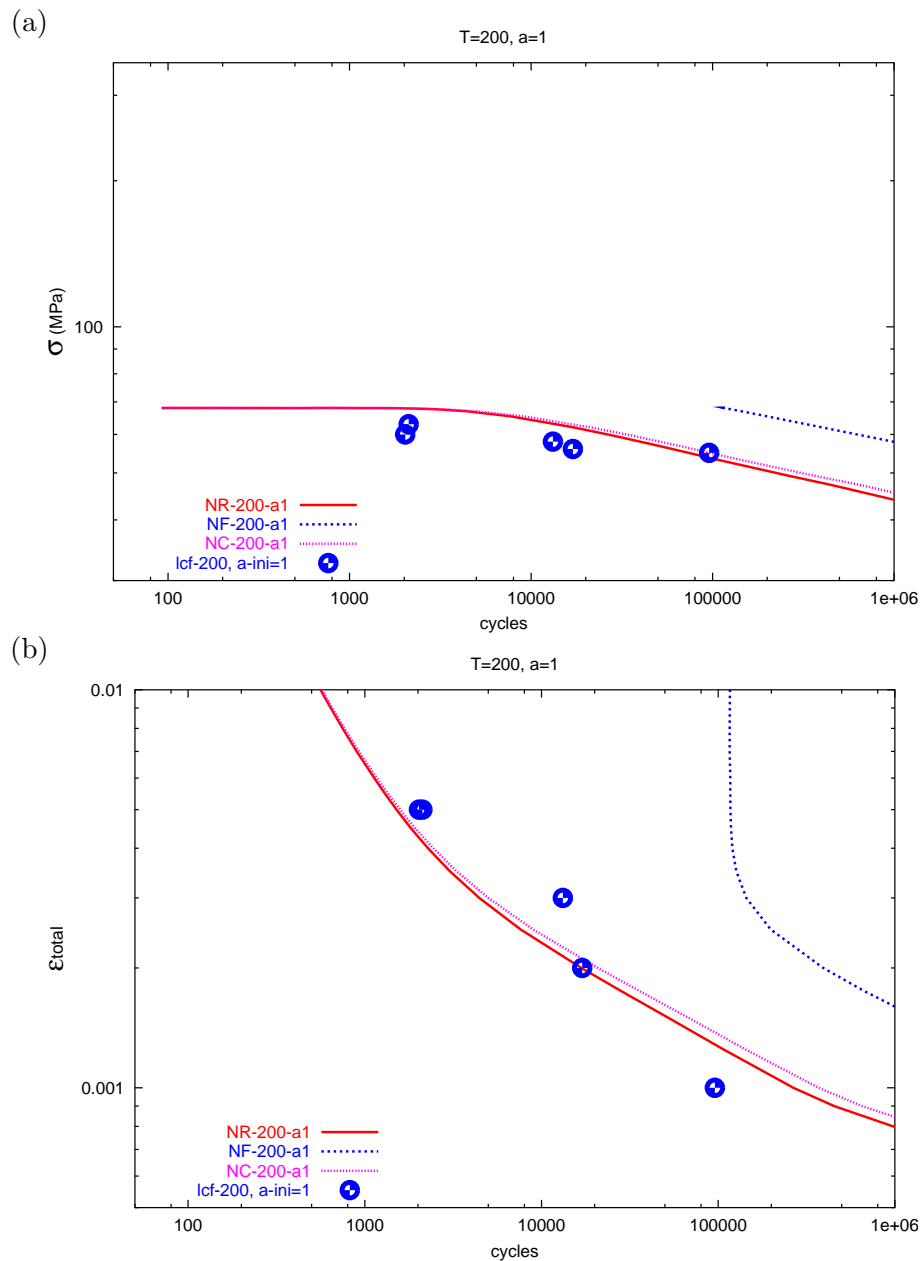 (a)
T=200, a=1
σ (MPa)
100
NR-200-a1
NF-200-a1
NC-200-a1
lcf-200, a-ini=1
100 1000 10000 100000 1e+06
cycles
(b)
T=200, a=1
0.01
εtotal
0.001
NR-200-a1
NF-200-a1
NC-200-a1
lcf-200, a-ini=1
100 1000 10000 100000 1e+06
cycles